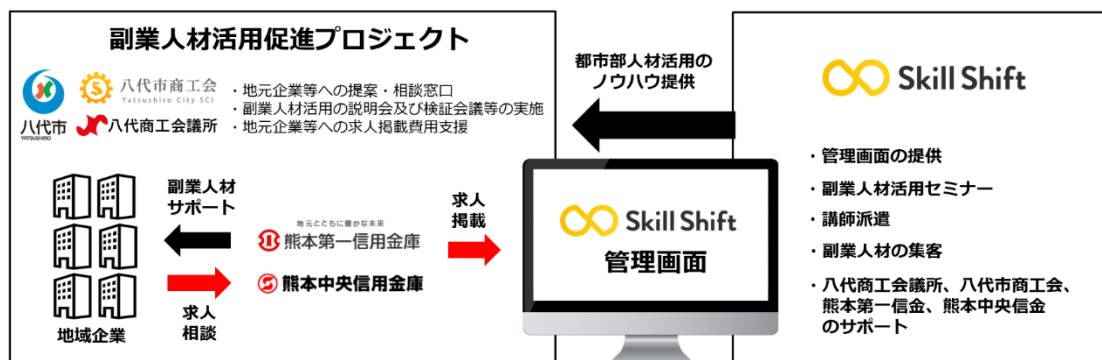 副業人材活用促進プロジェクト
八代市
YATSUSHIRO
八代市商工会
Yatsushiro City SCI
八代商工会議所
・地元企業等への提案・相談窓口
・副業人材活用の説明会及び検証会議等の実施
・地元企業等への求人掲載費用支援
地域企業
副業人材
サポート
求人
相談
地元とともに豊かな未来
熊本第一信用金庫
熊本中央信用金庫
求人
掲載
都市部人材活用の
ノウハウ提供
Skill Shift
管理画面
Skill Shift
・管理画面の提供
・副業人材活用セミナー
・講師派遣
・副業人材の集客
・八代商工会議所、八代市商工会、
熊本第一信金、熊本中央信金
のサポート